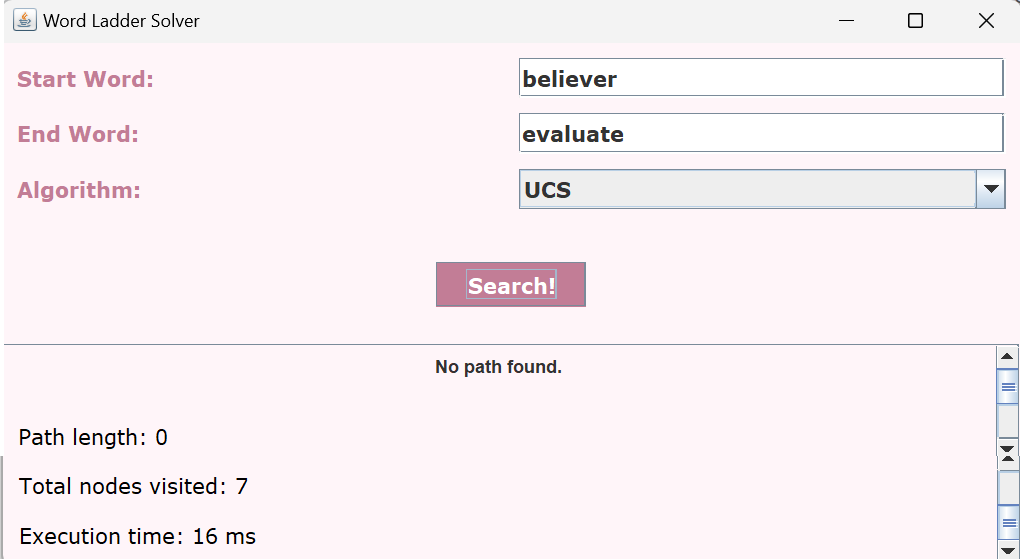 Word Ladder Solver
Start Word: believer
End Word: evaluate
Algorithm: UCS
Search!
No path found.
Path length: 0
Total nodes visited: 7
Execution time: 16 ms